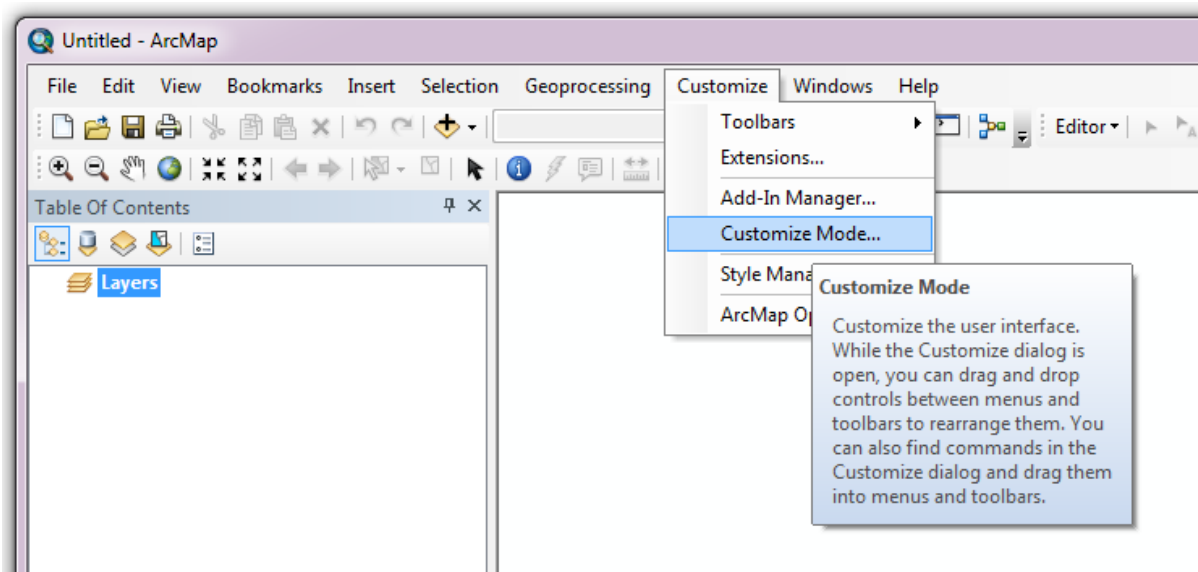 Untitled - ArcMap
File Edit View Bookmarks Insert Selection Geoprocessing Customize Windows Help
Toolbars
Editor
Extensions...
Table Of Contents
Add-In Manager...
Customize Mode...
Layers
Style Mana
Customize Mode
ArcMap Op
Customize the user interface.
While the Customize dialog is
open, you can drag and drop
controls between menus and
toolbars to rearrange them. You
can also find commands in the
Customize dialog and drag them
into menus and toolbars.